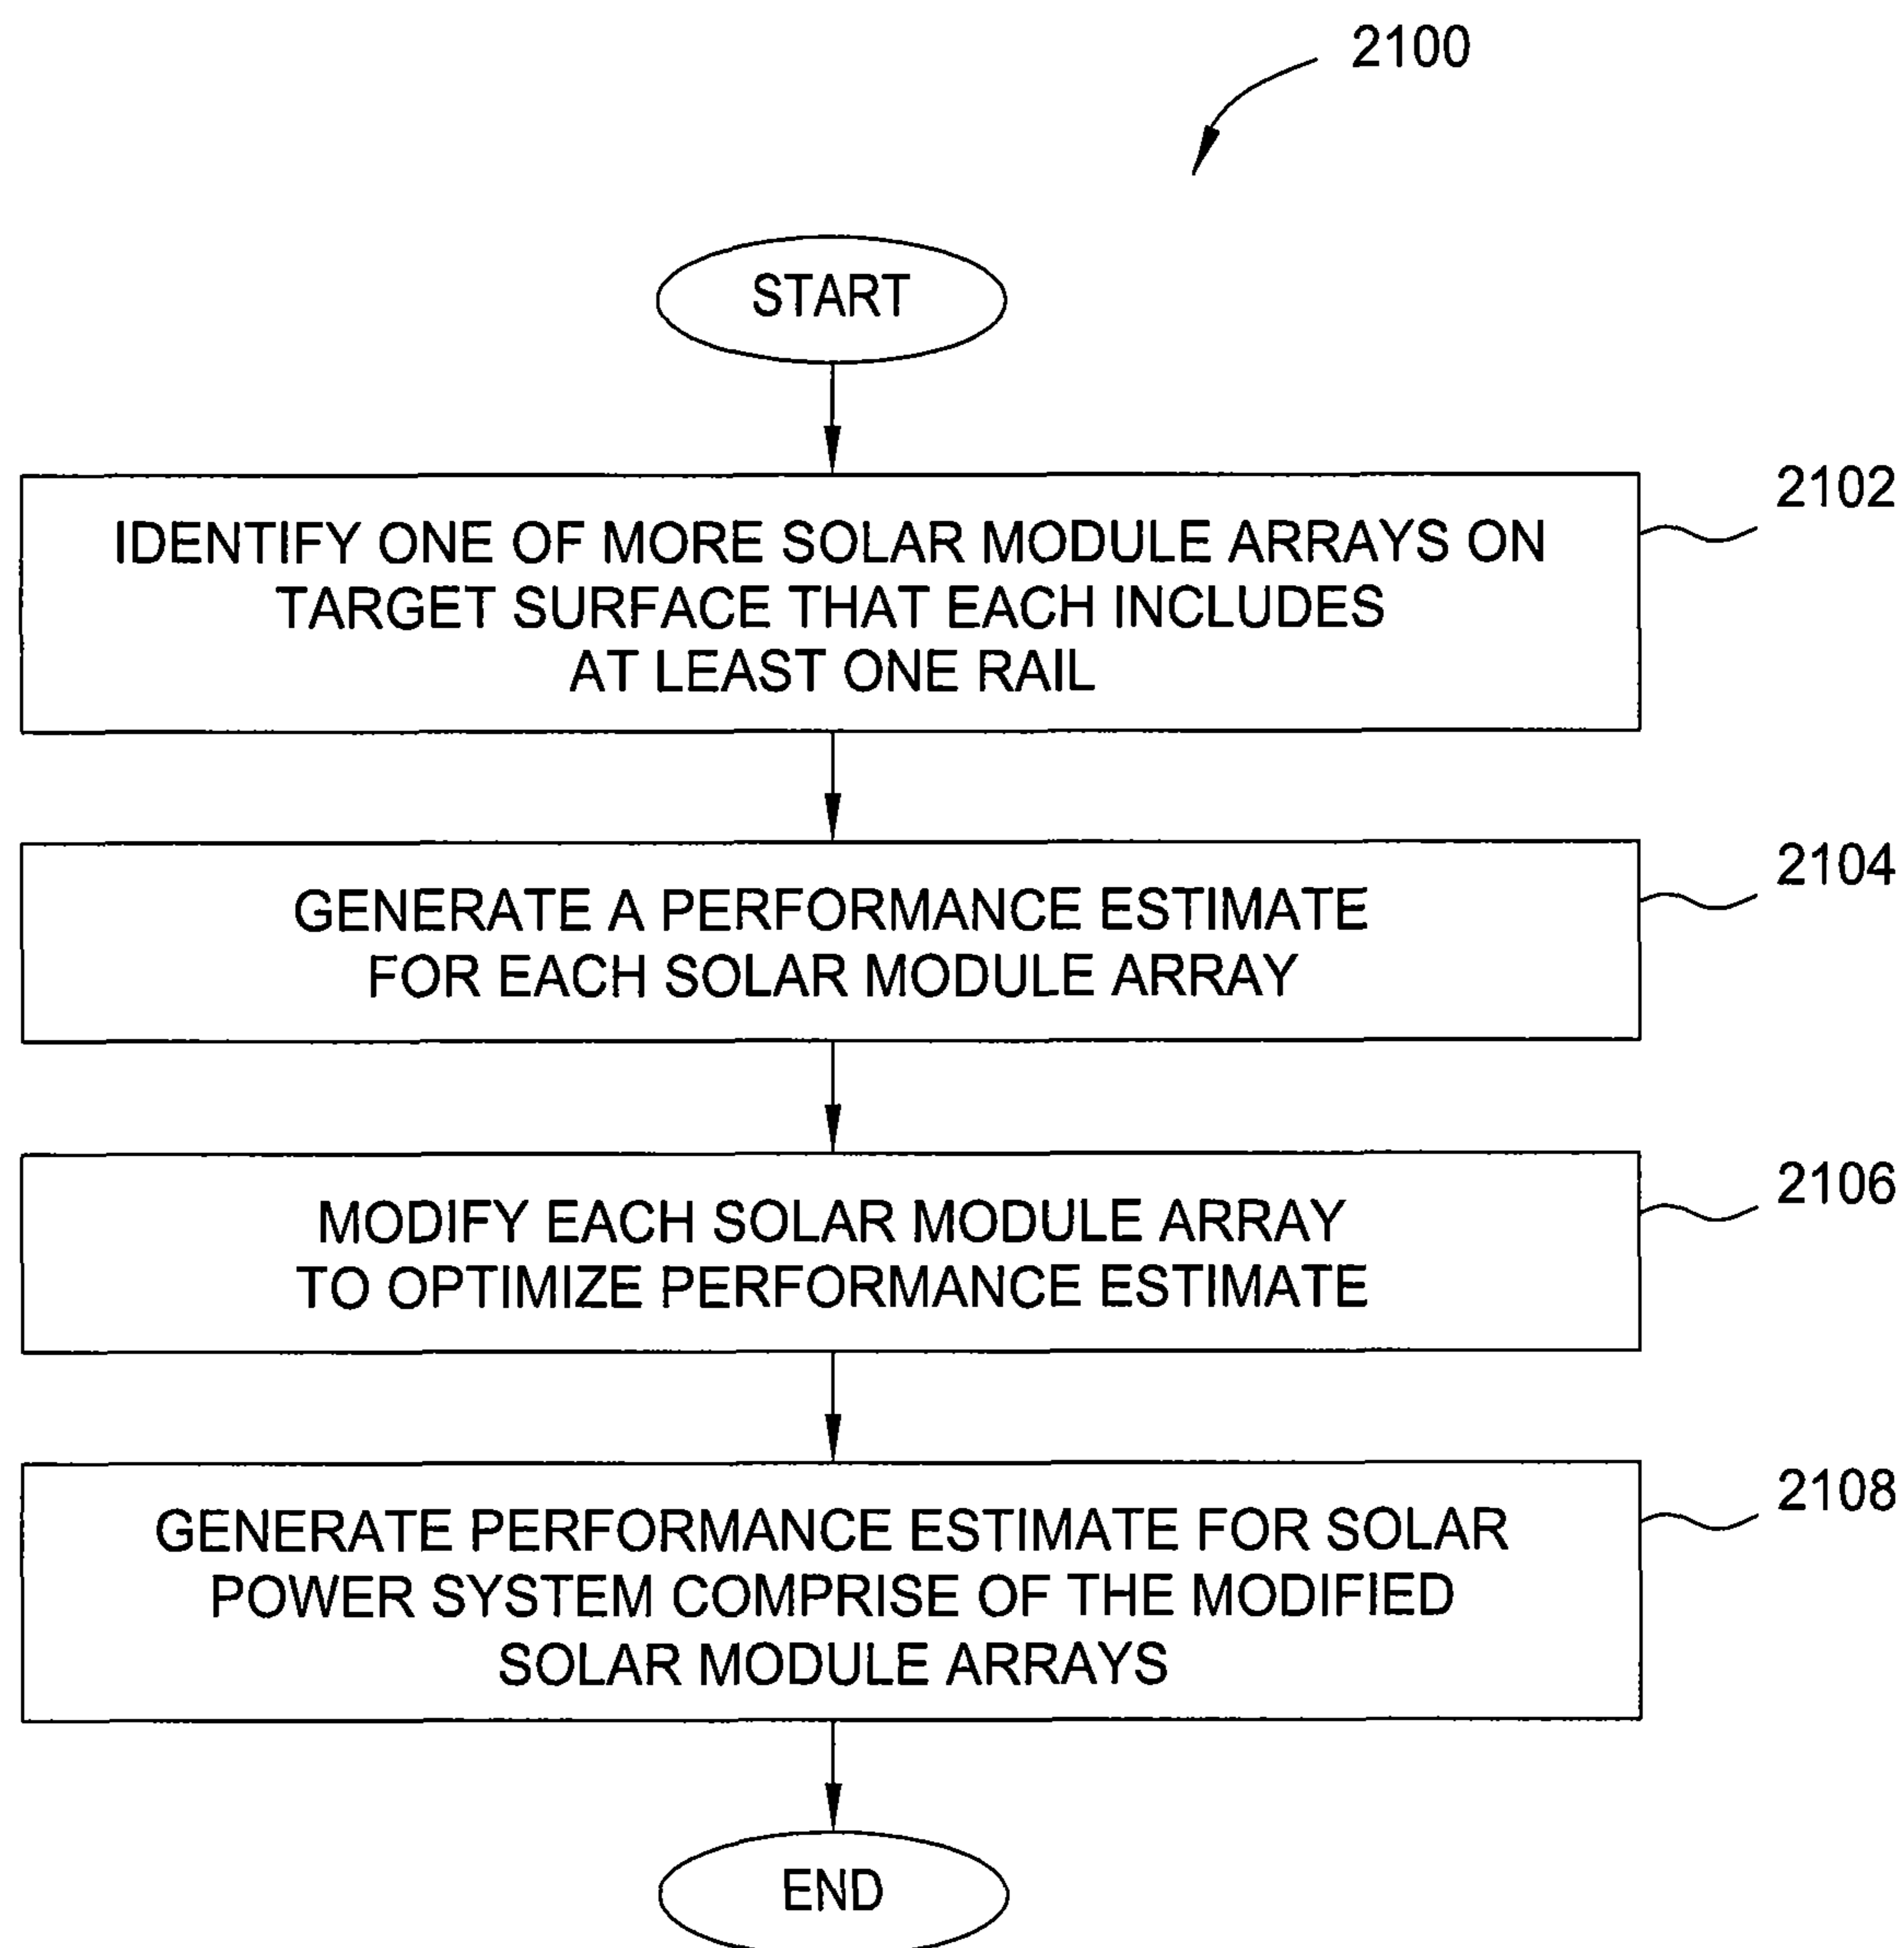 2100
START
2102
IDENTIFY ONE OF MORE SOLAR MODULE ARRAYS ON
TARGET SURFACE THAT EACH INCLUDES
AT LEAST ONE RAIL
2104
GENERATE A PERFORMANCE ESTIMATE
FOR EACH SOLAR MODULE ARRAY
2106
MODIFY EACH SOLAR MODULE ARRAY
TO OPTIMIZE PERFORMANCE ESTIMATE
2108
GENERATE PERFORMANCE ESTIMATE FOR SOLAR
POWER SYSTEM COMPRISE OF THE MODIFIED
SOLAR MODULE ARRAYS
END